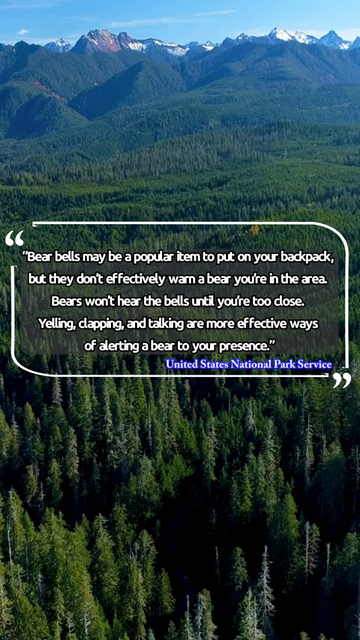 “Bear bells may be a popular item to put on your backpack,
but they don’t effectively warn a bear you’re in the area.
Bears won’t hear the bells until you’re too close.
Yelling, clapping, and talking are more effective ways
of alerting a bear to your presence.”
United States National Park Service